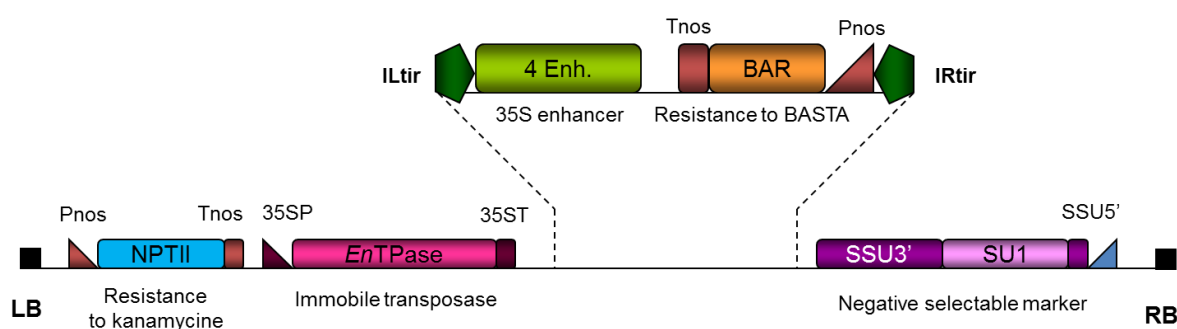 Tnos
Pnos
ILtir
4 Enh.
BAR
IRtir
35S enhancer
Resistance to BASTA
Pnos
Tnos
35SP
35ST
SSU5'
NPTII
EnTPase
SSU3'
SU1
LB
Resistance
to kanamycine
Immobile transposase
Negative selectable marker
RB